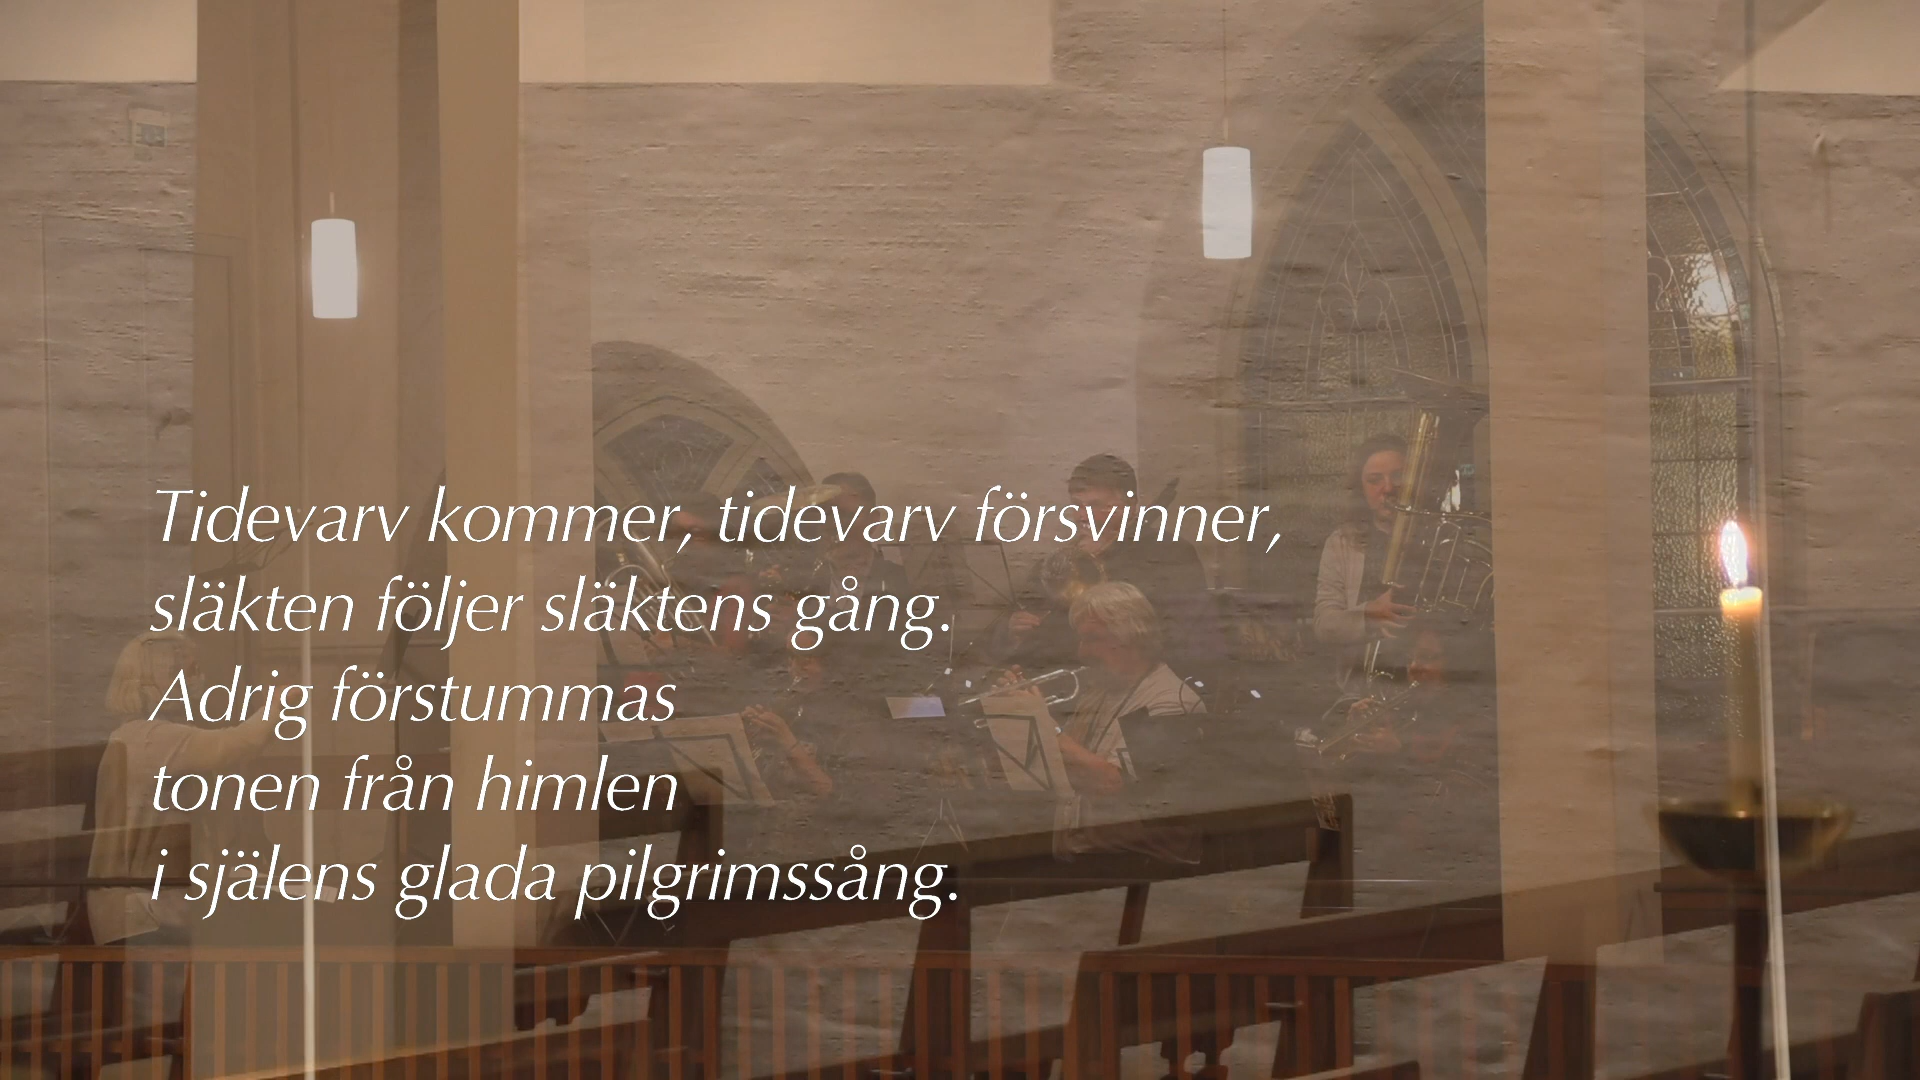 Tidevarv kommer, tidevarv försvinner,
släkten följer släktens gång.
Adrig förstummas
tonen från himlen
i själens glada pilgrimssång.